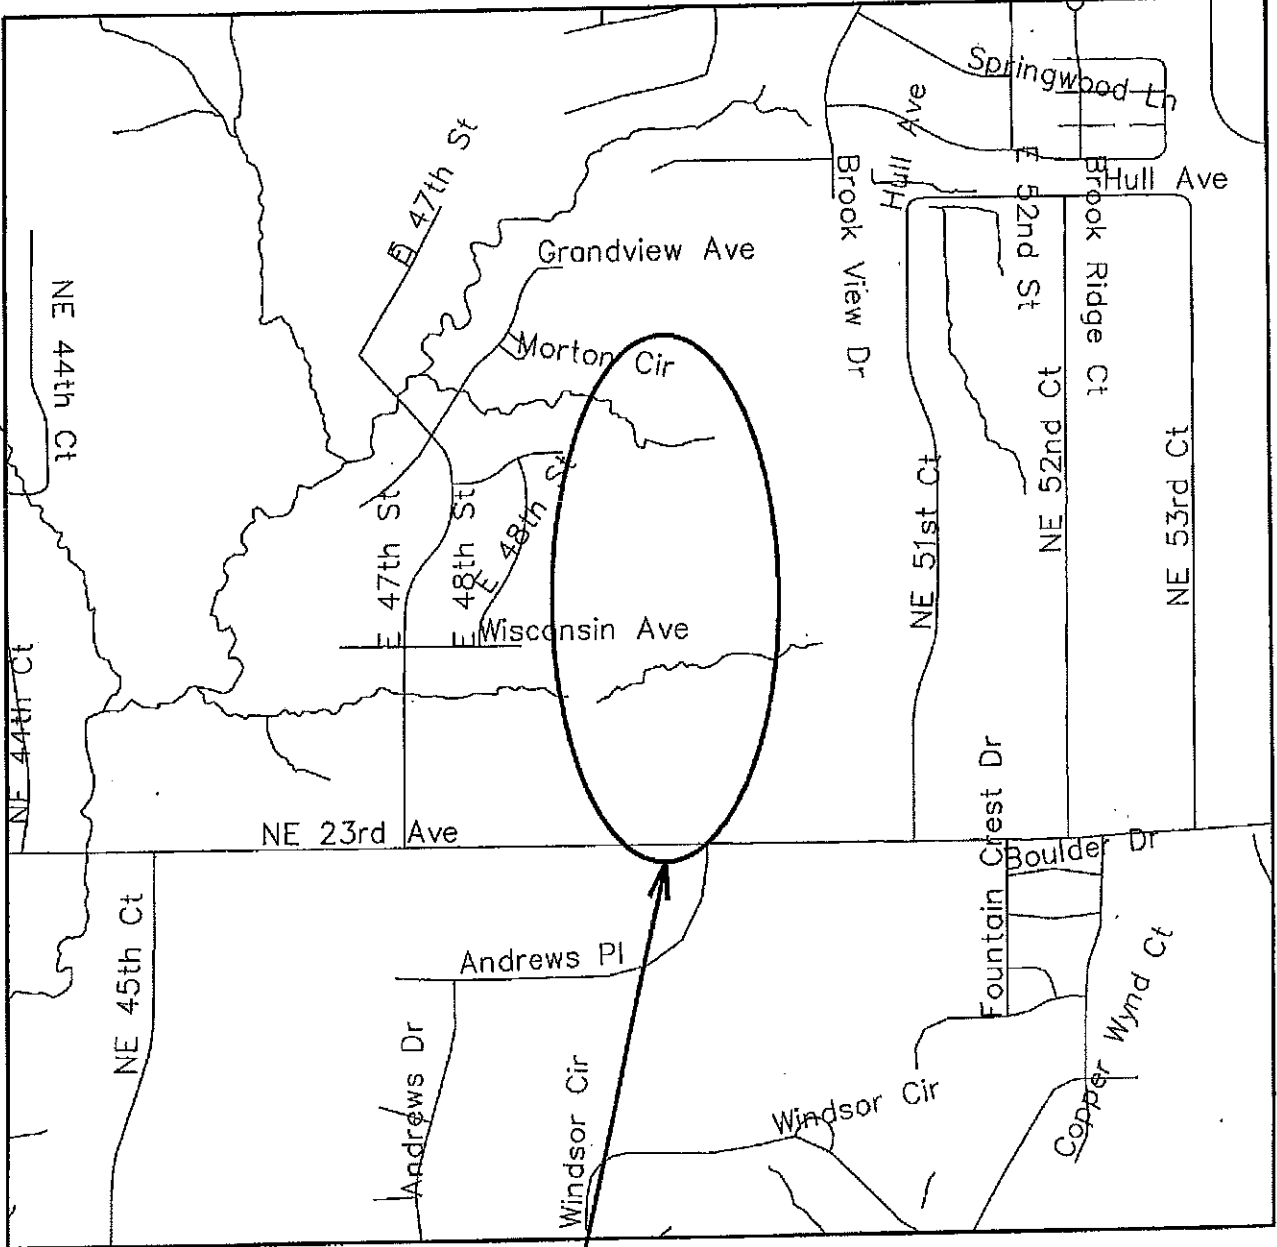 Springwood Ln
Hull Ave
E 47th St
Hull Ave
Grandview Ave
Brook View Dr
E 52nd St
Brook Ridge Ct
NE 44th Ct
Morton Cir
NE 52nd Ct
NE 53rd Ct
NE 51st Ct
E 47th St
E 48th St
E 48th St
Wisconsin Ave
NE 44th Ct
NE 23rd Ave
Fountain Crest Dr
Boulder Dr
NE 45th Ct
Andrews Pl
Andrews Dr
Windsor Cir
Windsor Cir
Copper Wynd Ct